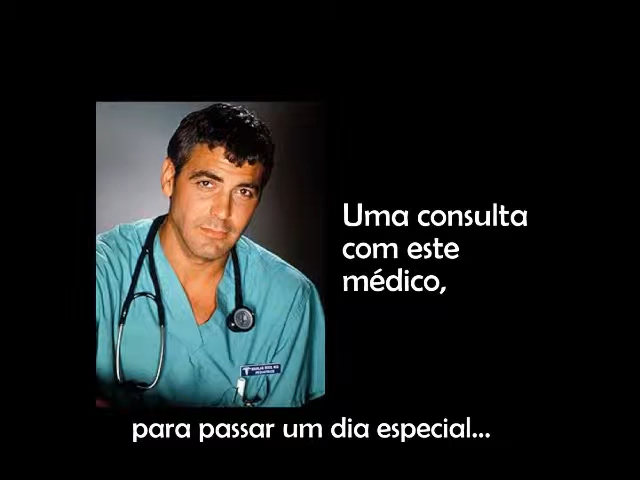 Uma consulta
com este
médico,
para passar um dia especial...